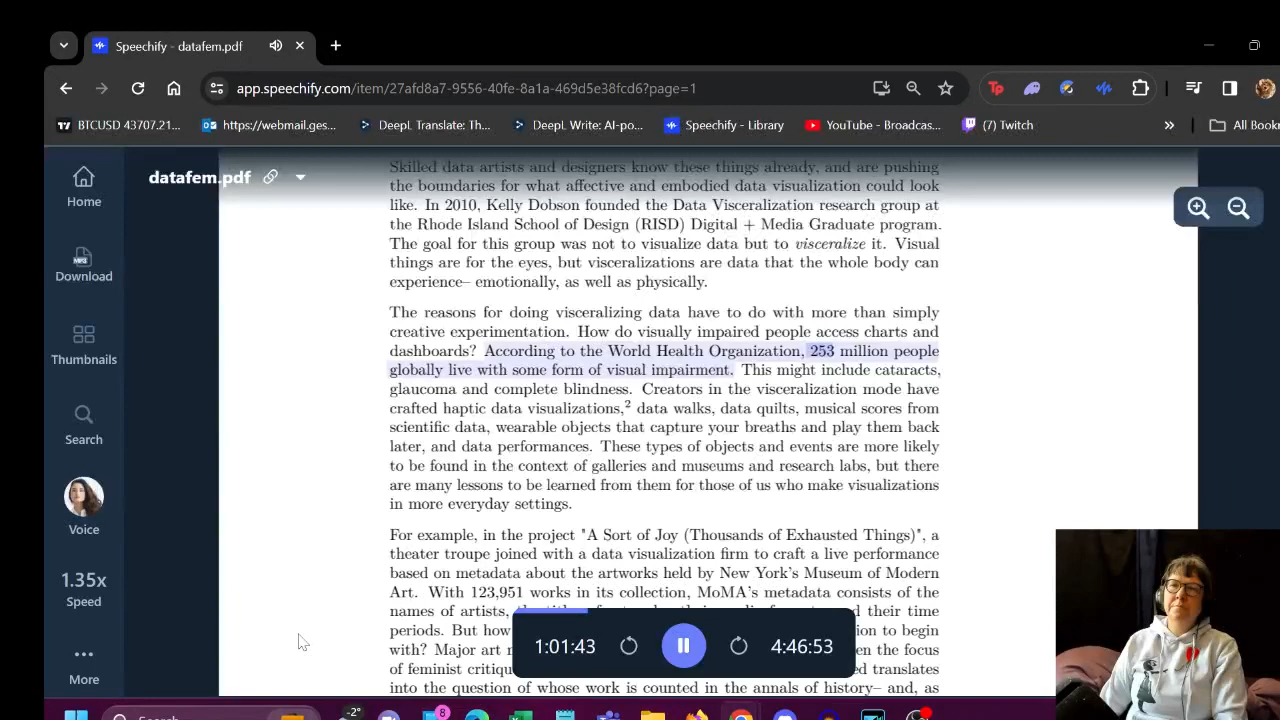 Speechify - datafem.pdf
app.speechify.com/item/27afd8a7-9556-40fe-8a1a-469d5e38fcd6?page=1
Tp
BTCUSD 43707.21...
https://webmail.ges...
DeepL Translate: Th...
DeepL Write: AI-po...
Speechify - Library
YouTube - Broadcas...
(7) Twitch
»
All Book
Home
Download
MP3
Thumbnails
Search
Voice
1.35x
Speed
More
datafem.pdf
Skilled data artists and designers know these things already, and are pushing
the boundaries for what affective and embodied data visualization could look
like. In 2010, Kelly Dobson founded the Data Visceralization research group at
the Rhode Island School of Design (RISD) Digital + Media Graduate program.
The goal for this group was not to visualize data but to visceralize it. Visual
things are for the eyes, but visceralizations are data that the whole body can
experience– emotionally, as well as physically.
The reasons for doing visceralizing data have to do with more than simply
creative experimentation. How do visually impaired people access charts and
dashboards? According to the World Health Organization, 253 million people
globally live with some form of visual impairment. This might include cataracts,
glaucoma and complete blindness. Creators in the visceralization mode have
crafted haptic data visualizations,² data walks, data quilts, musical scores from
scientific data, wearable objects that capture your breaths and play them back
later, and data performances. These types of objects and events are more likely
to be found in the context of galleries and museums and research labs, but there
are many lessons to be learned from them for those of us who make visualizations
in more everyday settings.
For example, in the project "A Sort of Joy (Thousands of Exhausted Things)", a
theater troupe joined with a data visualization firm to craft a live performance
based on metadata about the artworks held by New York's Museum of Modern
Art. With 123,951 works in its collection, MoMA's metadata consists of the
names of artists, their time
periods. But how to begin
with? Major art the focus
of feminist translates
into the question of whose work is counted in the annals of history– and, as
1:01:43
4:46:53
Search
-2°
8